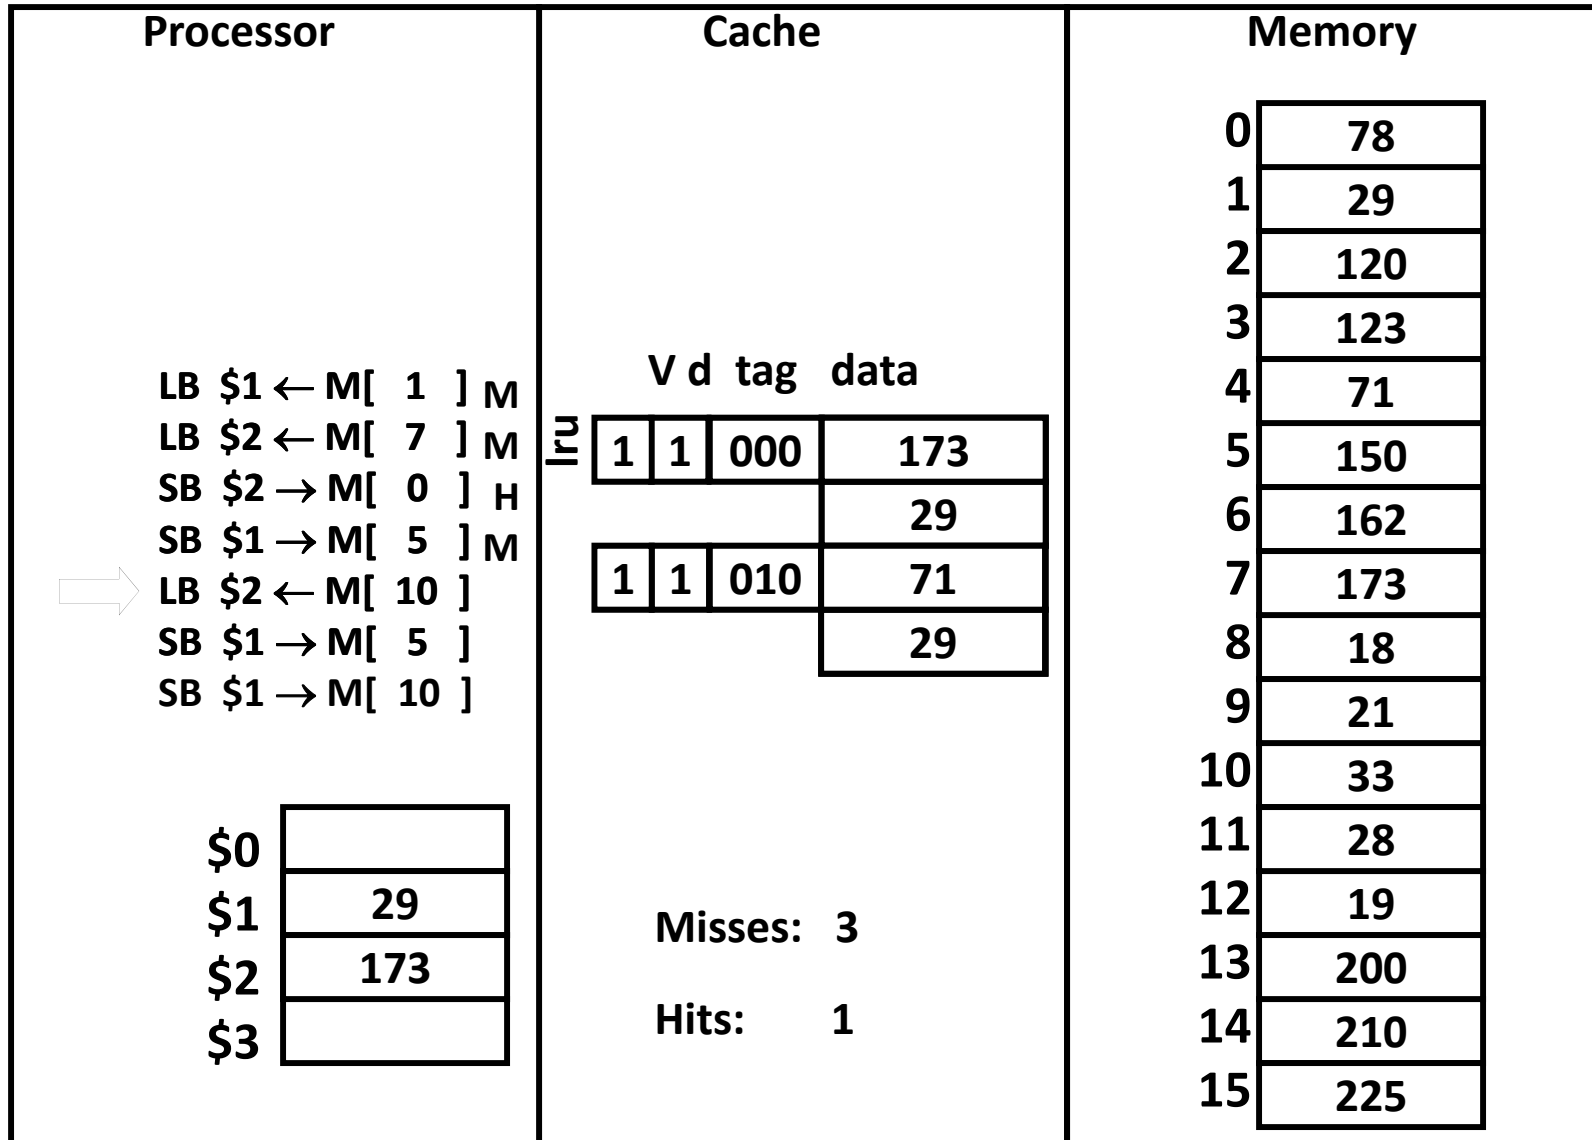 Processor
LB $1 ← M[ 1 ] M
LB $2 ← M[ 7 ] M
SB $2 → M[ 0 ] H
SB $1 → M[ 5 ] M
LB $2 ← M[ 10 ]
SB $1 → M[ 5 ]
SB $1 → M[ 10 ]
$0
$1 29
$2 173
$3
Cache
V d tag data
lru 1 1 000 173
29
1 1 010 71
29
Misses: 3
Hits: 1
Memory
0 78
1 29
2 120
3 123
4 71
5 150
6 162
7 173
8 18
9 21
10 33
11 28
12 19
13 200
14 210
15 225